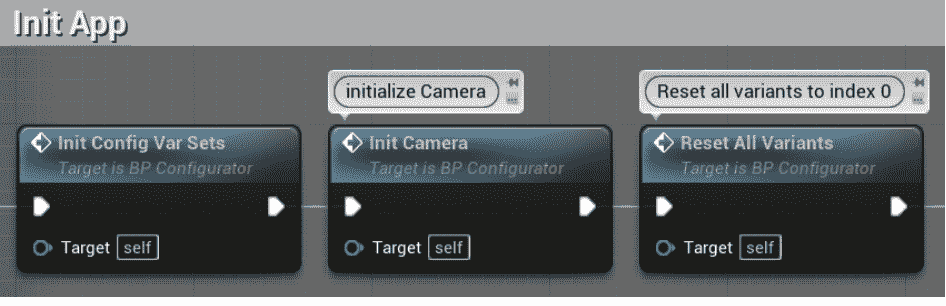 Init App
initialize Camera
Reset all variants to index 0
Init Config Var Sets
Target is BP Configurator
Init Camera
Target is BP Configurator
Reset All Variants
Target is BP Configurator
Target self
Target self
Target self